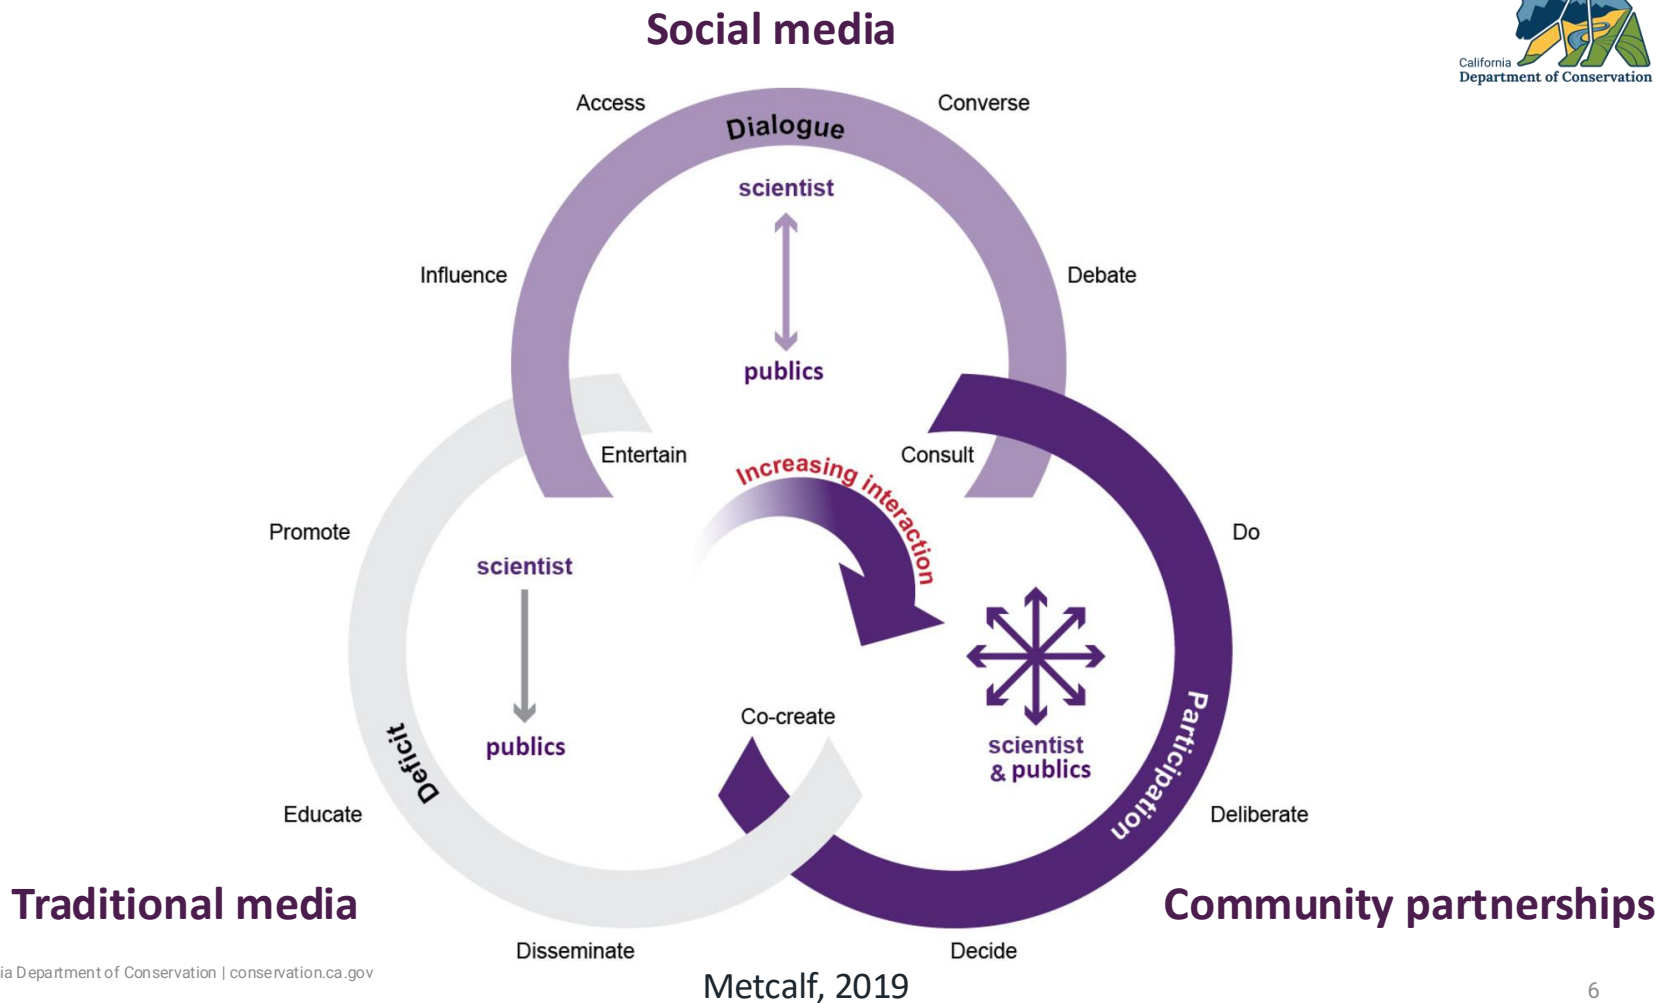 Social media
California
Department of Conservation
Access
Converse
Dialogue
scientist
Influence
Debate
publics
Entertain
Consult
Increasing interaction
Promote
Do
scientist
publics
Co-create
scientist
& publics
Deficit
Participation
Educate
Deliberate
Traditional media
Community partnerships
Disseminate
Decide
ia Department of Conservation | conservation.ca.gov
Metcalf, 2019
6